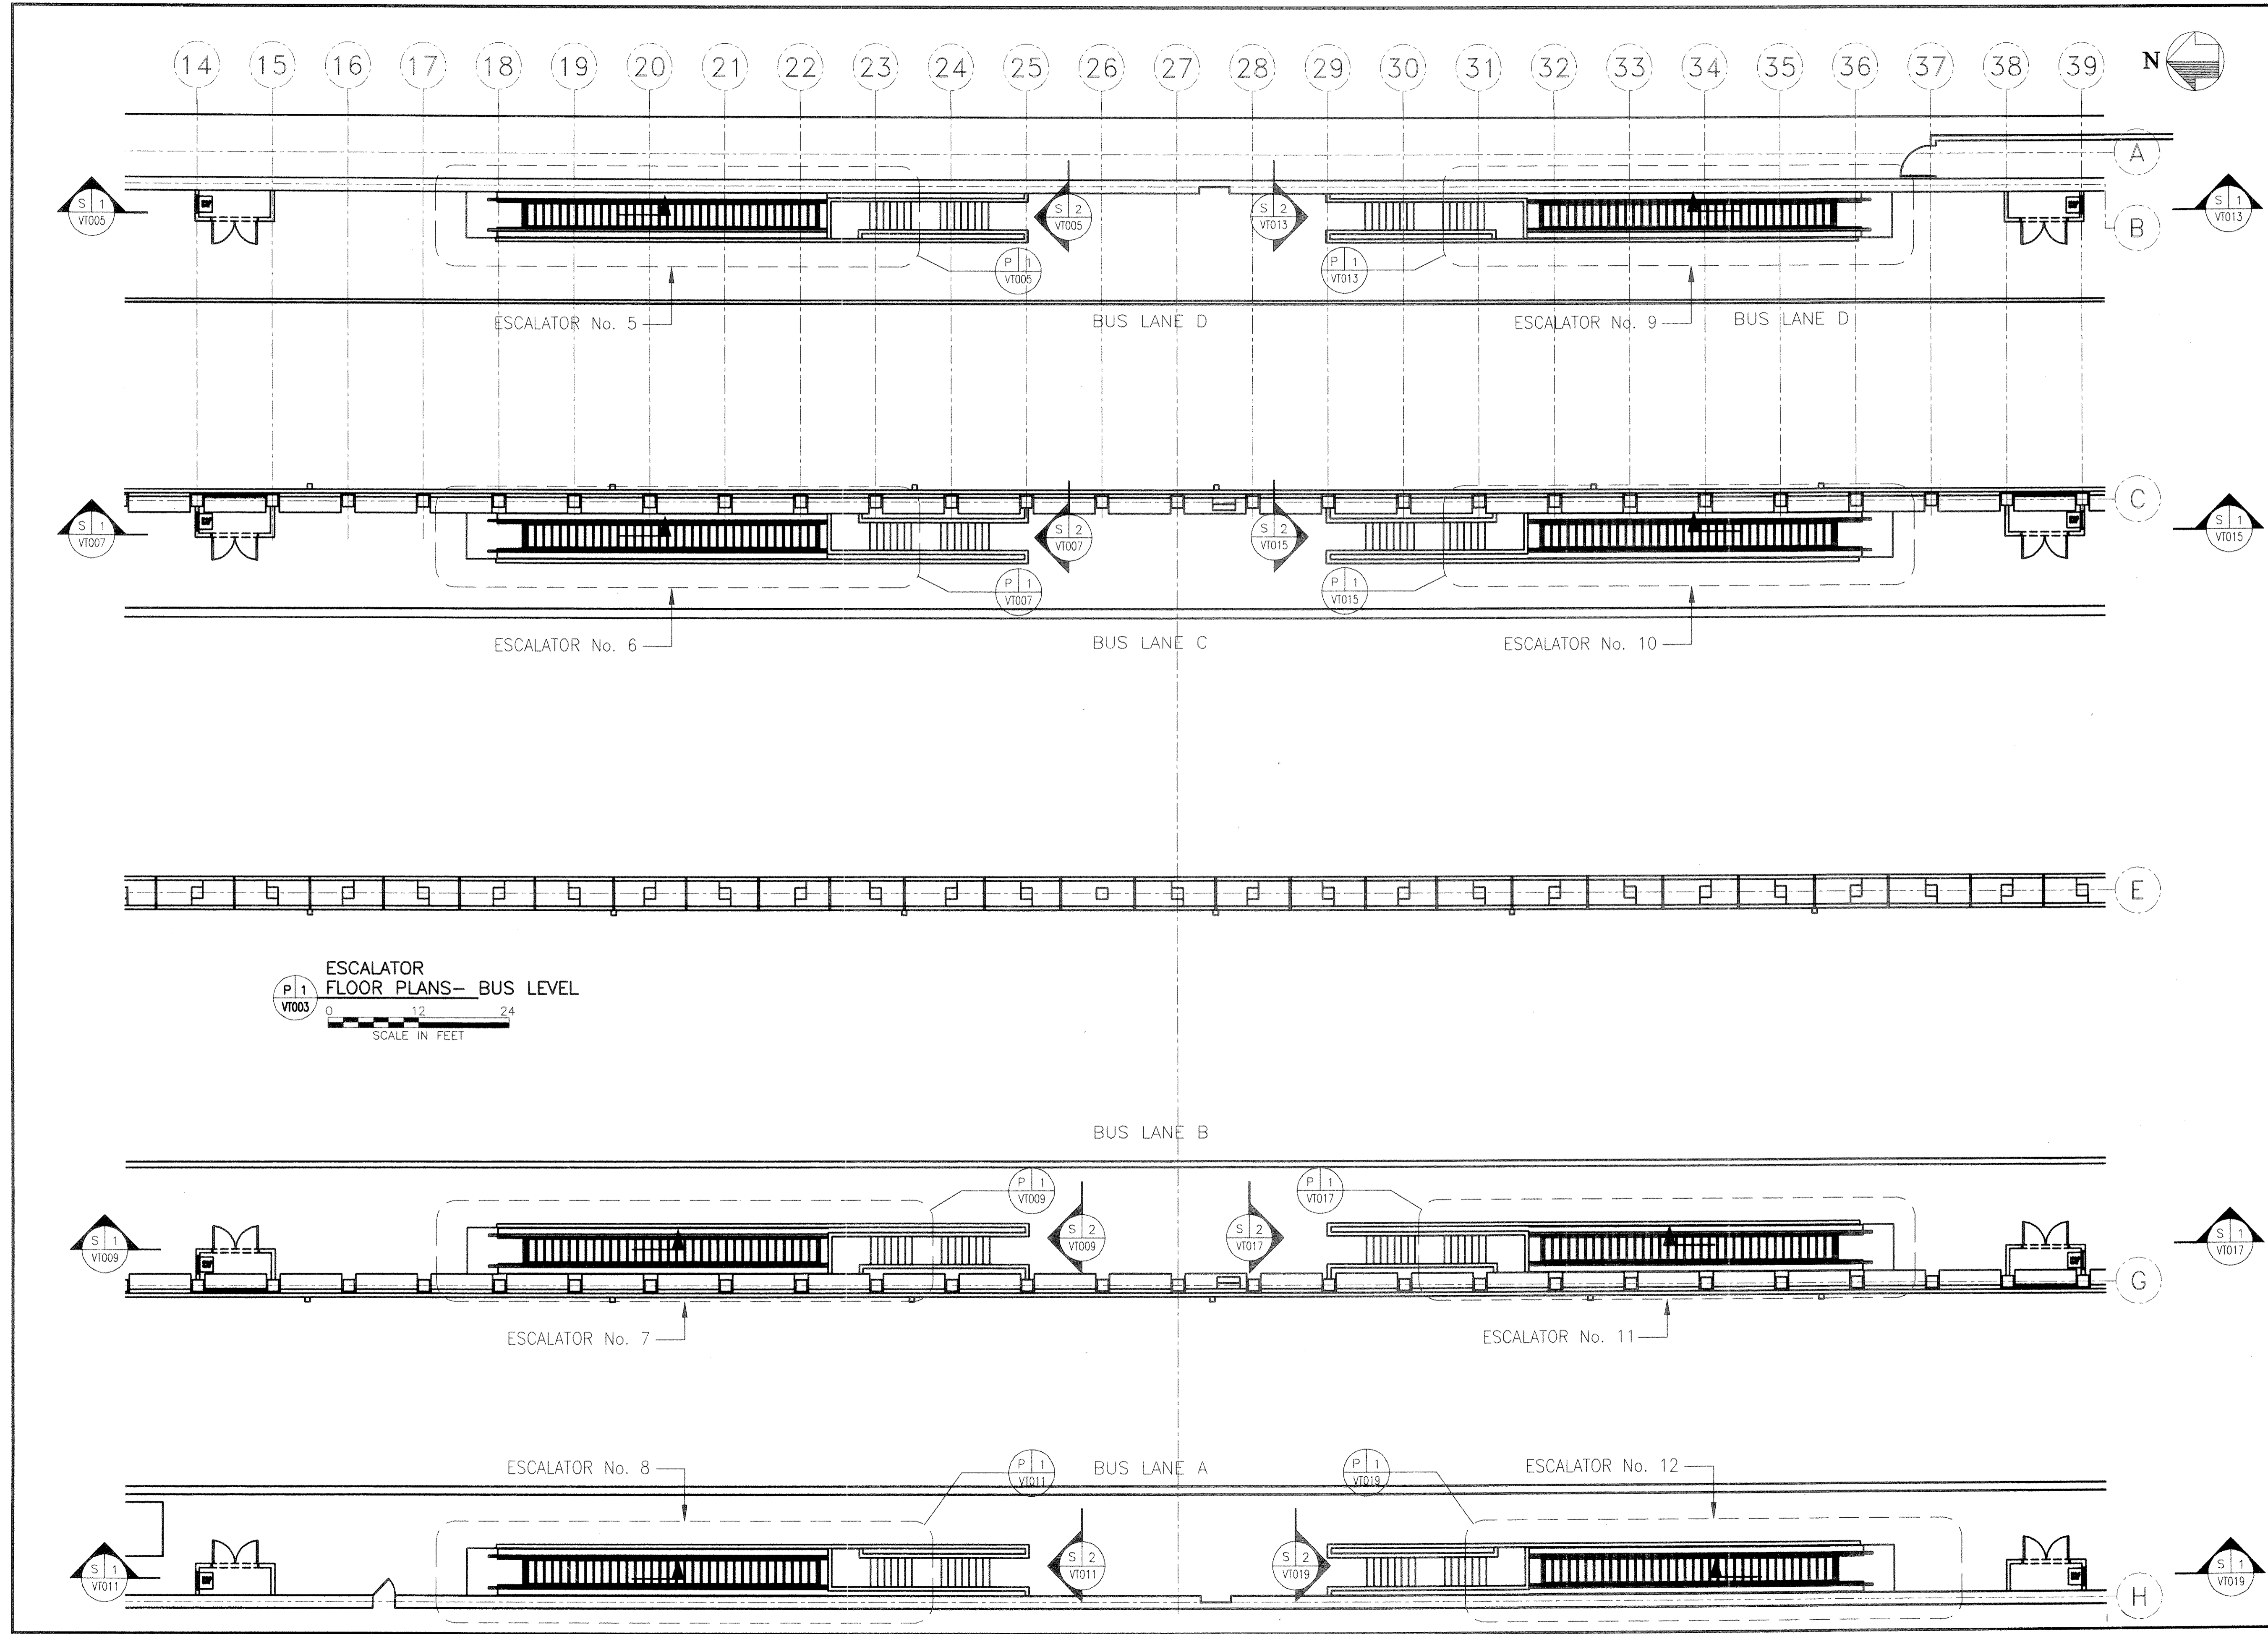 14 15 16 17 18 19 20 21 22 23 24 25 26 27 28 29 30 31 32 33 34 35 36 37 38 39
N
A
S 1
VT005
S 2
VT005
S 2
VT013
S 1
VT013
B
P 1
VT005
P 1
VT013
ESCALATOR No. 5
BUS LANE D
ESCALATOR No. 9
BUS LANE D
C
S 1
VT007
S 2
VT007
S 2
VT015
S 1
VT015
P 1
VT007
P 1
VT015
ESCALATOR No. 6
BUS LANE C
ESCALATOR No. 10
E
P 1
VT003
ESCALATOR
FLOOR PLANS- BUS LEVEL
0 12 24
SCALE IN FEET
BUS LANE B
P 1
VT009
P 1
VT017
S 1
VT009
S 2
VT009
S 2
VT017
S 1
VT017
G
ESCALATOR No. 7
ESCALATOR No. 11
ESCALATOR No. 8
P 1
VT011
BUS LANE A
P 1
VT019
ESCALATOR No. 12
S 1
VT011
S 2
VT011
S 2
VT019
S 1
VT019
H